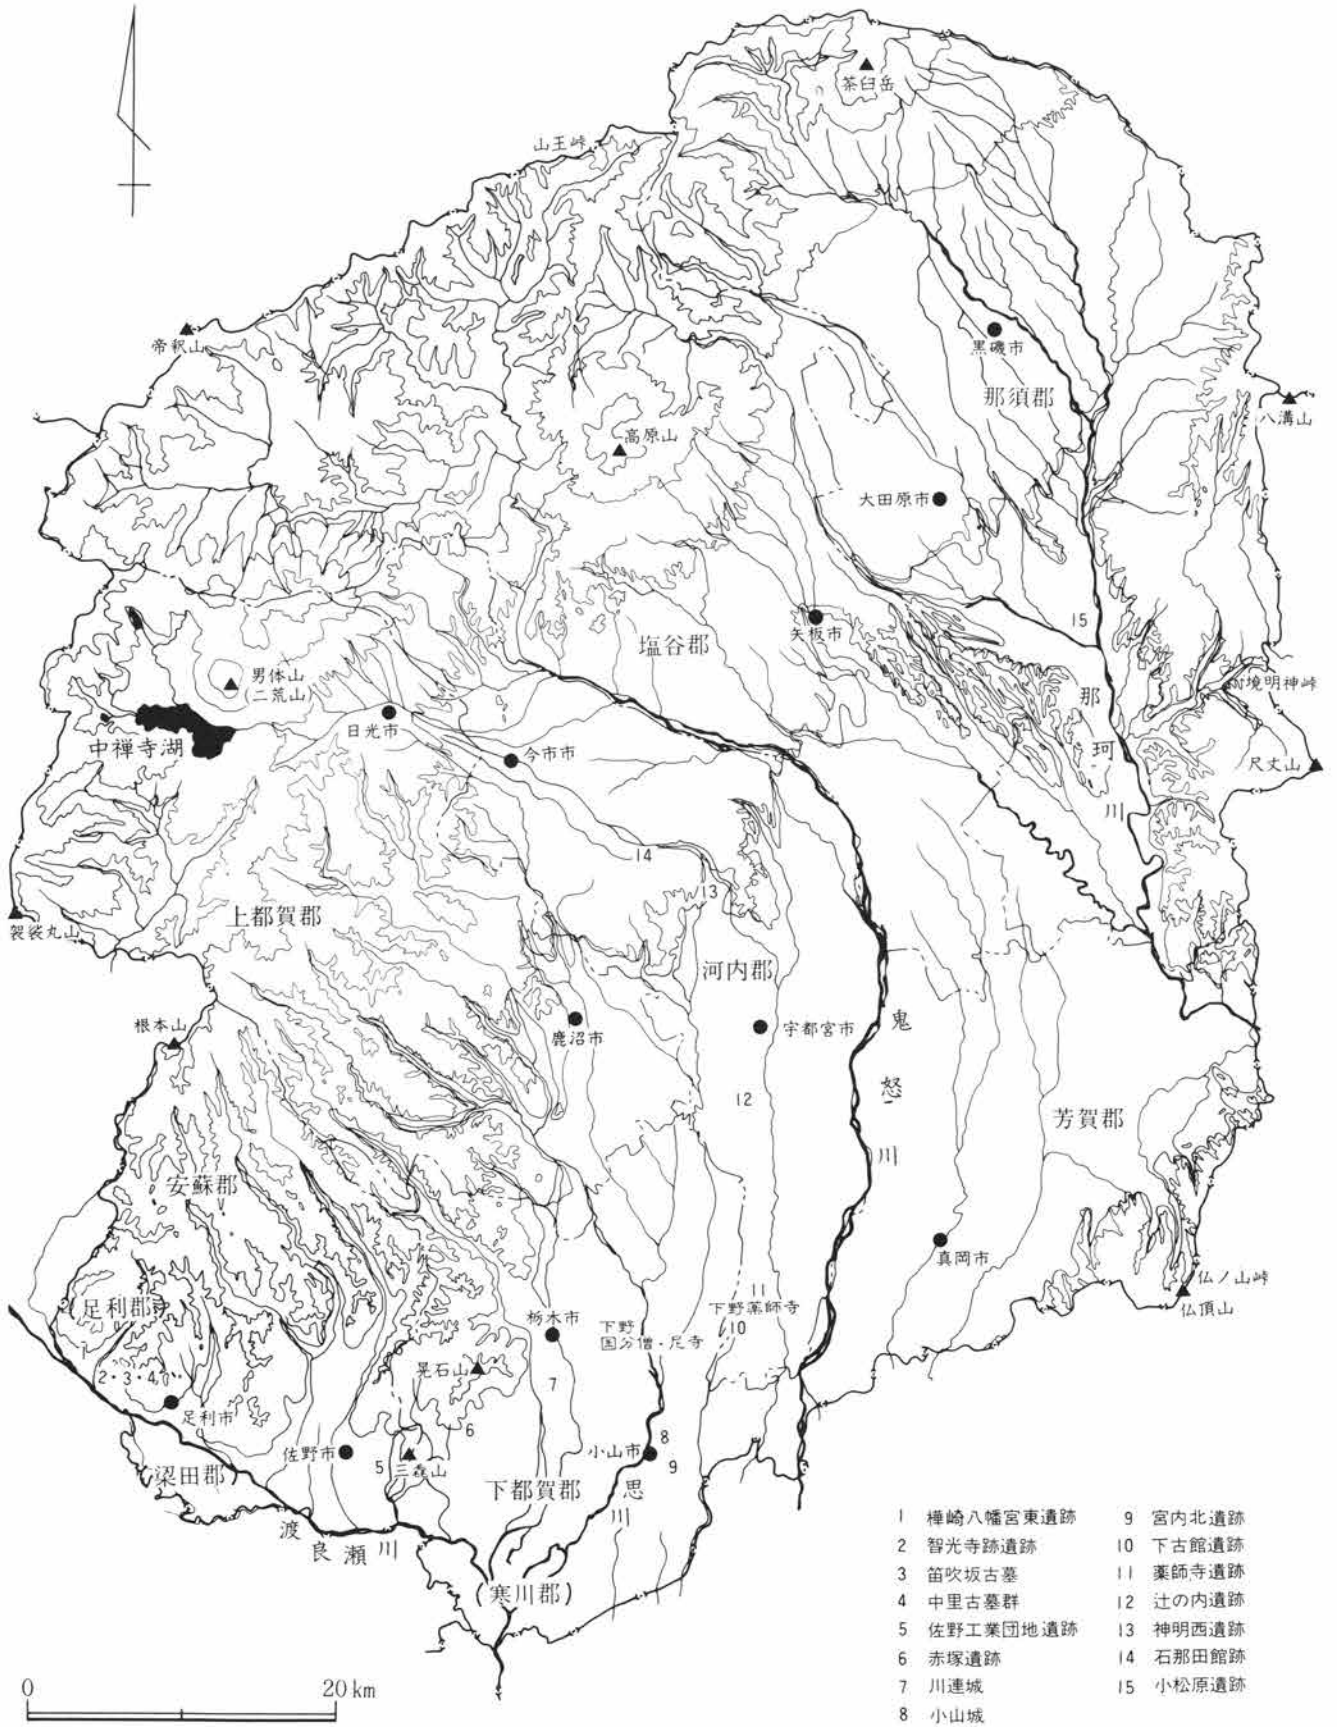 茶臼岳
山王峠
帝釈山
黒磯市
那須郡
八溝山
高原山
大田原市
15
矢板市
塩谷郡
境明神峠
男体山
(二荒山)
那珂川
日光市
中禅寺湖
今市市
尺丈山
14
13
袈裟丸山
上都賀郡
河内郡
根本山
鹿沼市
宇都宮市
鬼怒川
12
芳賀郡
安蘇郡
真岡市
仏ノ山峠
仏頂山
足利郡
11
下野薬師寺
10
栃木市
下野
国分僧・尼寺
晃石山
1
2・3・4
7
足利市
6
8
小山市
9
佐野市
5
三毳山
(梁田郡)
下都賀郡
思川
渡良瀬川
(寒川郡)
1 樺崎八幡宮東遺跡
2 智光寺跡遺跡
3 笛吹坂古墓
4 中里古墓群
5 佐野工業団地遺跡
6 赤塚遺跡
7 川連城
8 小山城
9 宮内北遺跡
10 下古館遺跡
11 薬師寺遺跡
12 辻の内遺跡
13 神明西遺跡
14 石那田館跡
15 小松原遺跡
0 20km